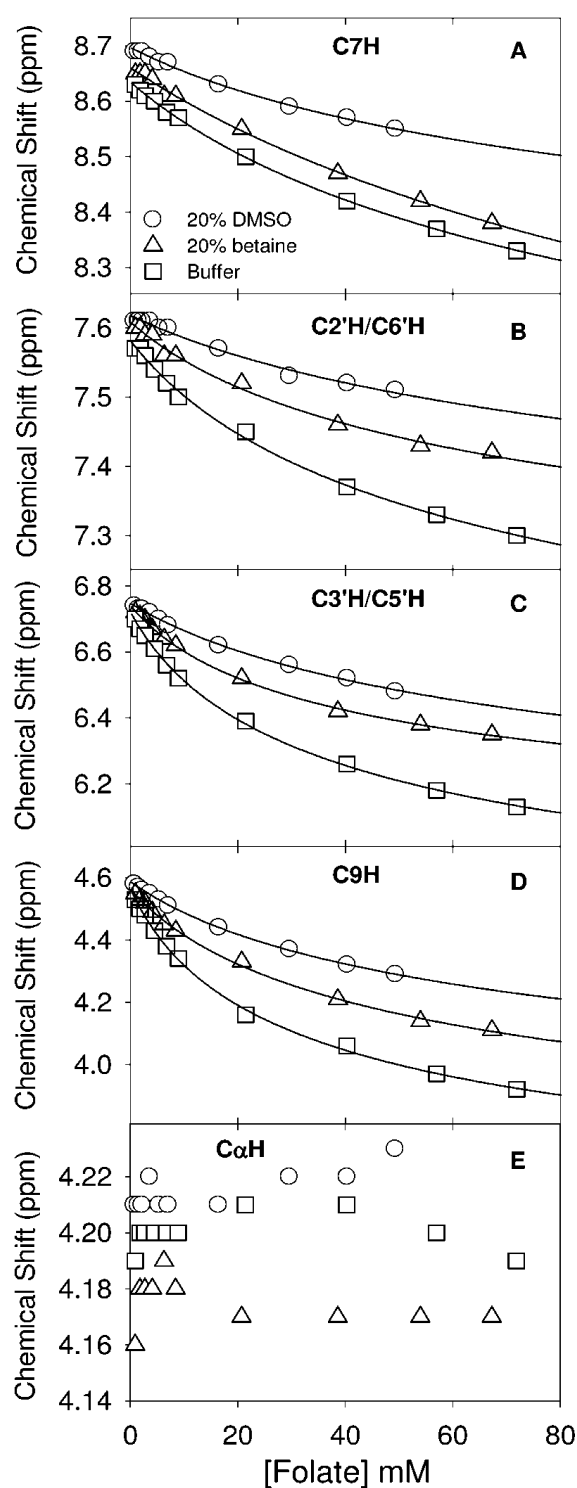 C7H
A
8.7
8.6
8.5
8.4
8.3
Chemical Shift (ppm)
20% DMSO
20% betaine
Buffer
C2'H/C6'H
B
7.6
7.5
7.4
7.3
Chemical Shift (ppm)
C3'H/C5'H
C
6.8
6.6
6.4
6.2
Chemical Shift (ppm)
C9H
D
4.6
4.4
4.2
4.0
Chemical Shift (ppm)
CαH
E
4.22
4.20
4.18
4.16
4.14
Chemical Shift (ppm)
0 20 40 60 80
[Folate] mM